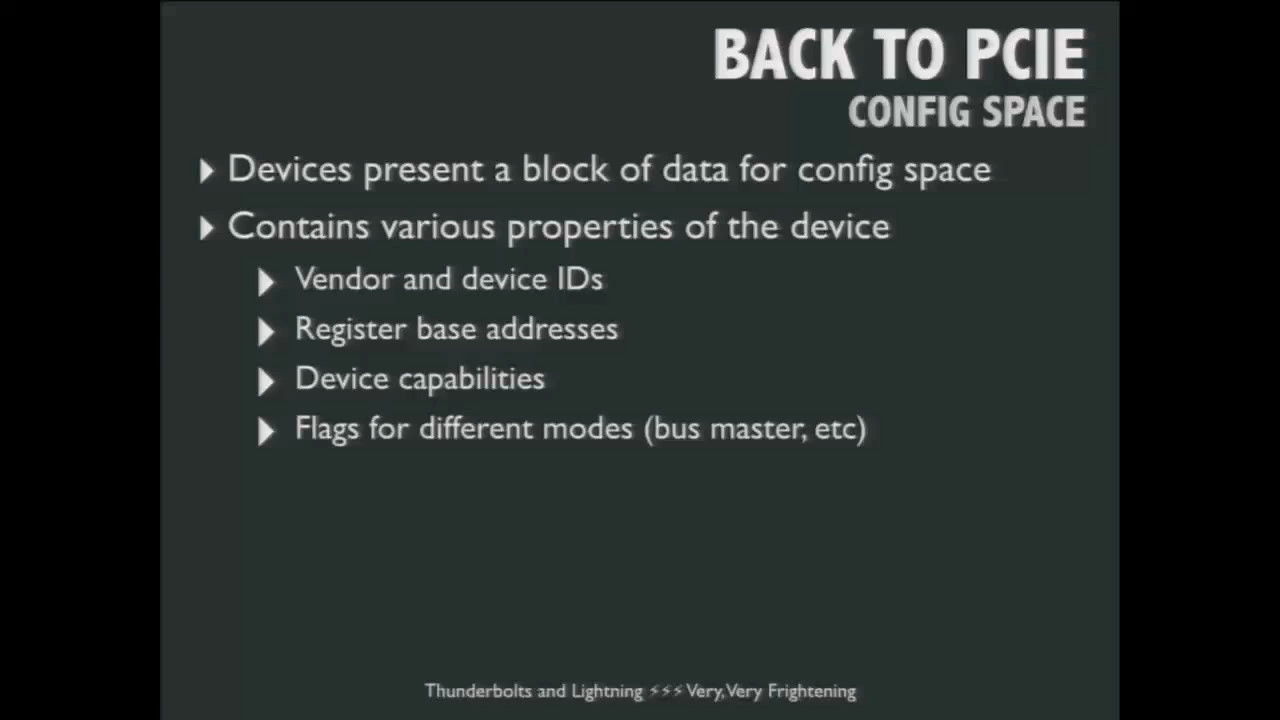 BACK TO PCIE
CONFIG SPACE
Devices present a block of data for config space
Contains various properties of the device
Vendor and device IDs
Register base addresses
Device capabilities
Flags for different modes (bus master, etc)
Thunderbolts and Lightning ⚡⚡⚡ Very, Very Frightening